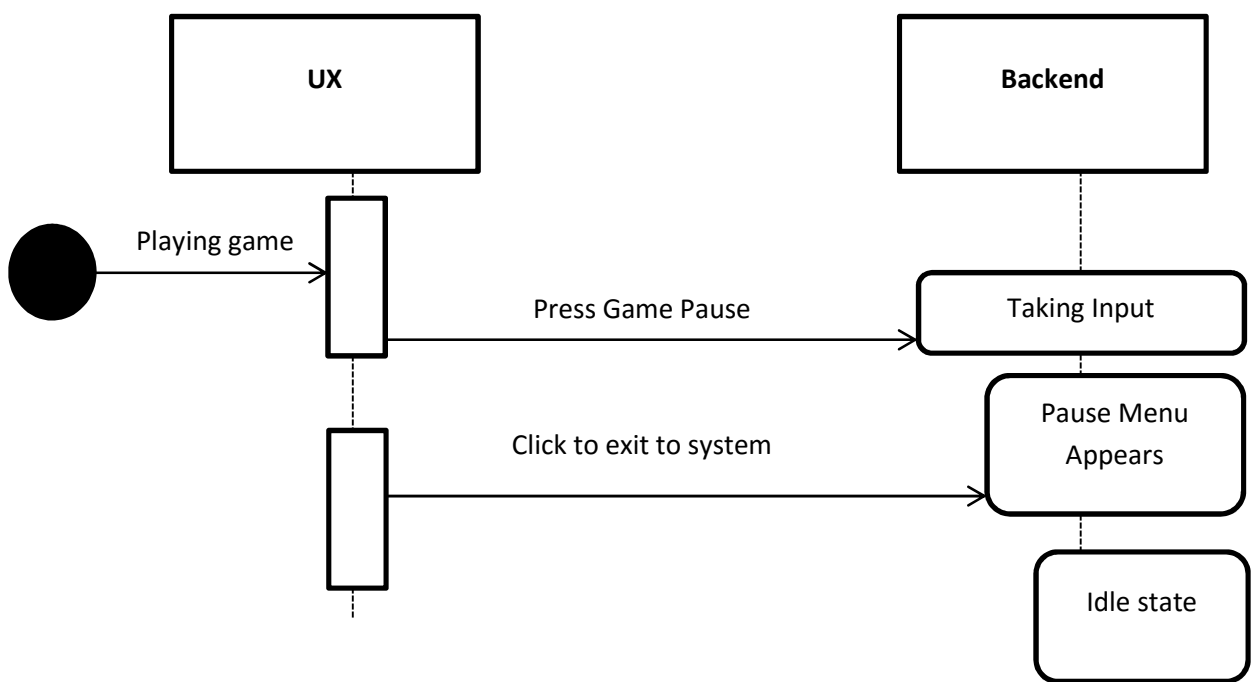 UX
Backend
Playing game
Press Game Pause
Taking Input
Pause Menu
Appears
Click to exit to system
Idle state